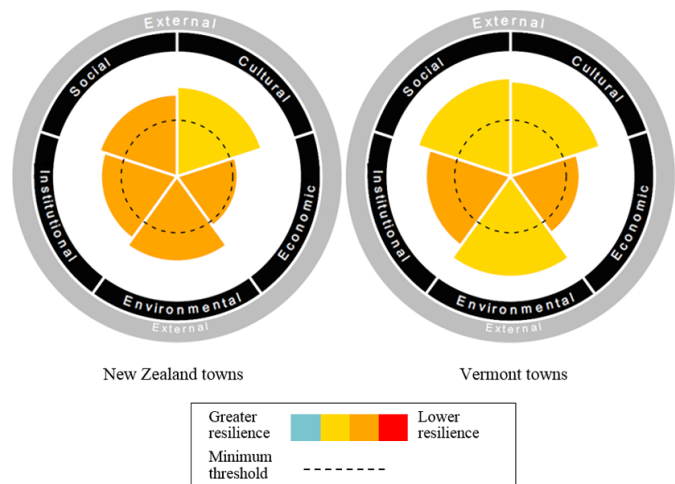 External
Social
Cultural
Institutional
Economic
Environmental
External
New Zealand towns
External
Social
Cultural
Institutional
Economic
Environmental
External
Vermont towns
Greater
resilience
Lower
resilience
Minimum
threshold